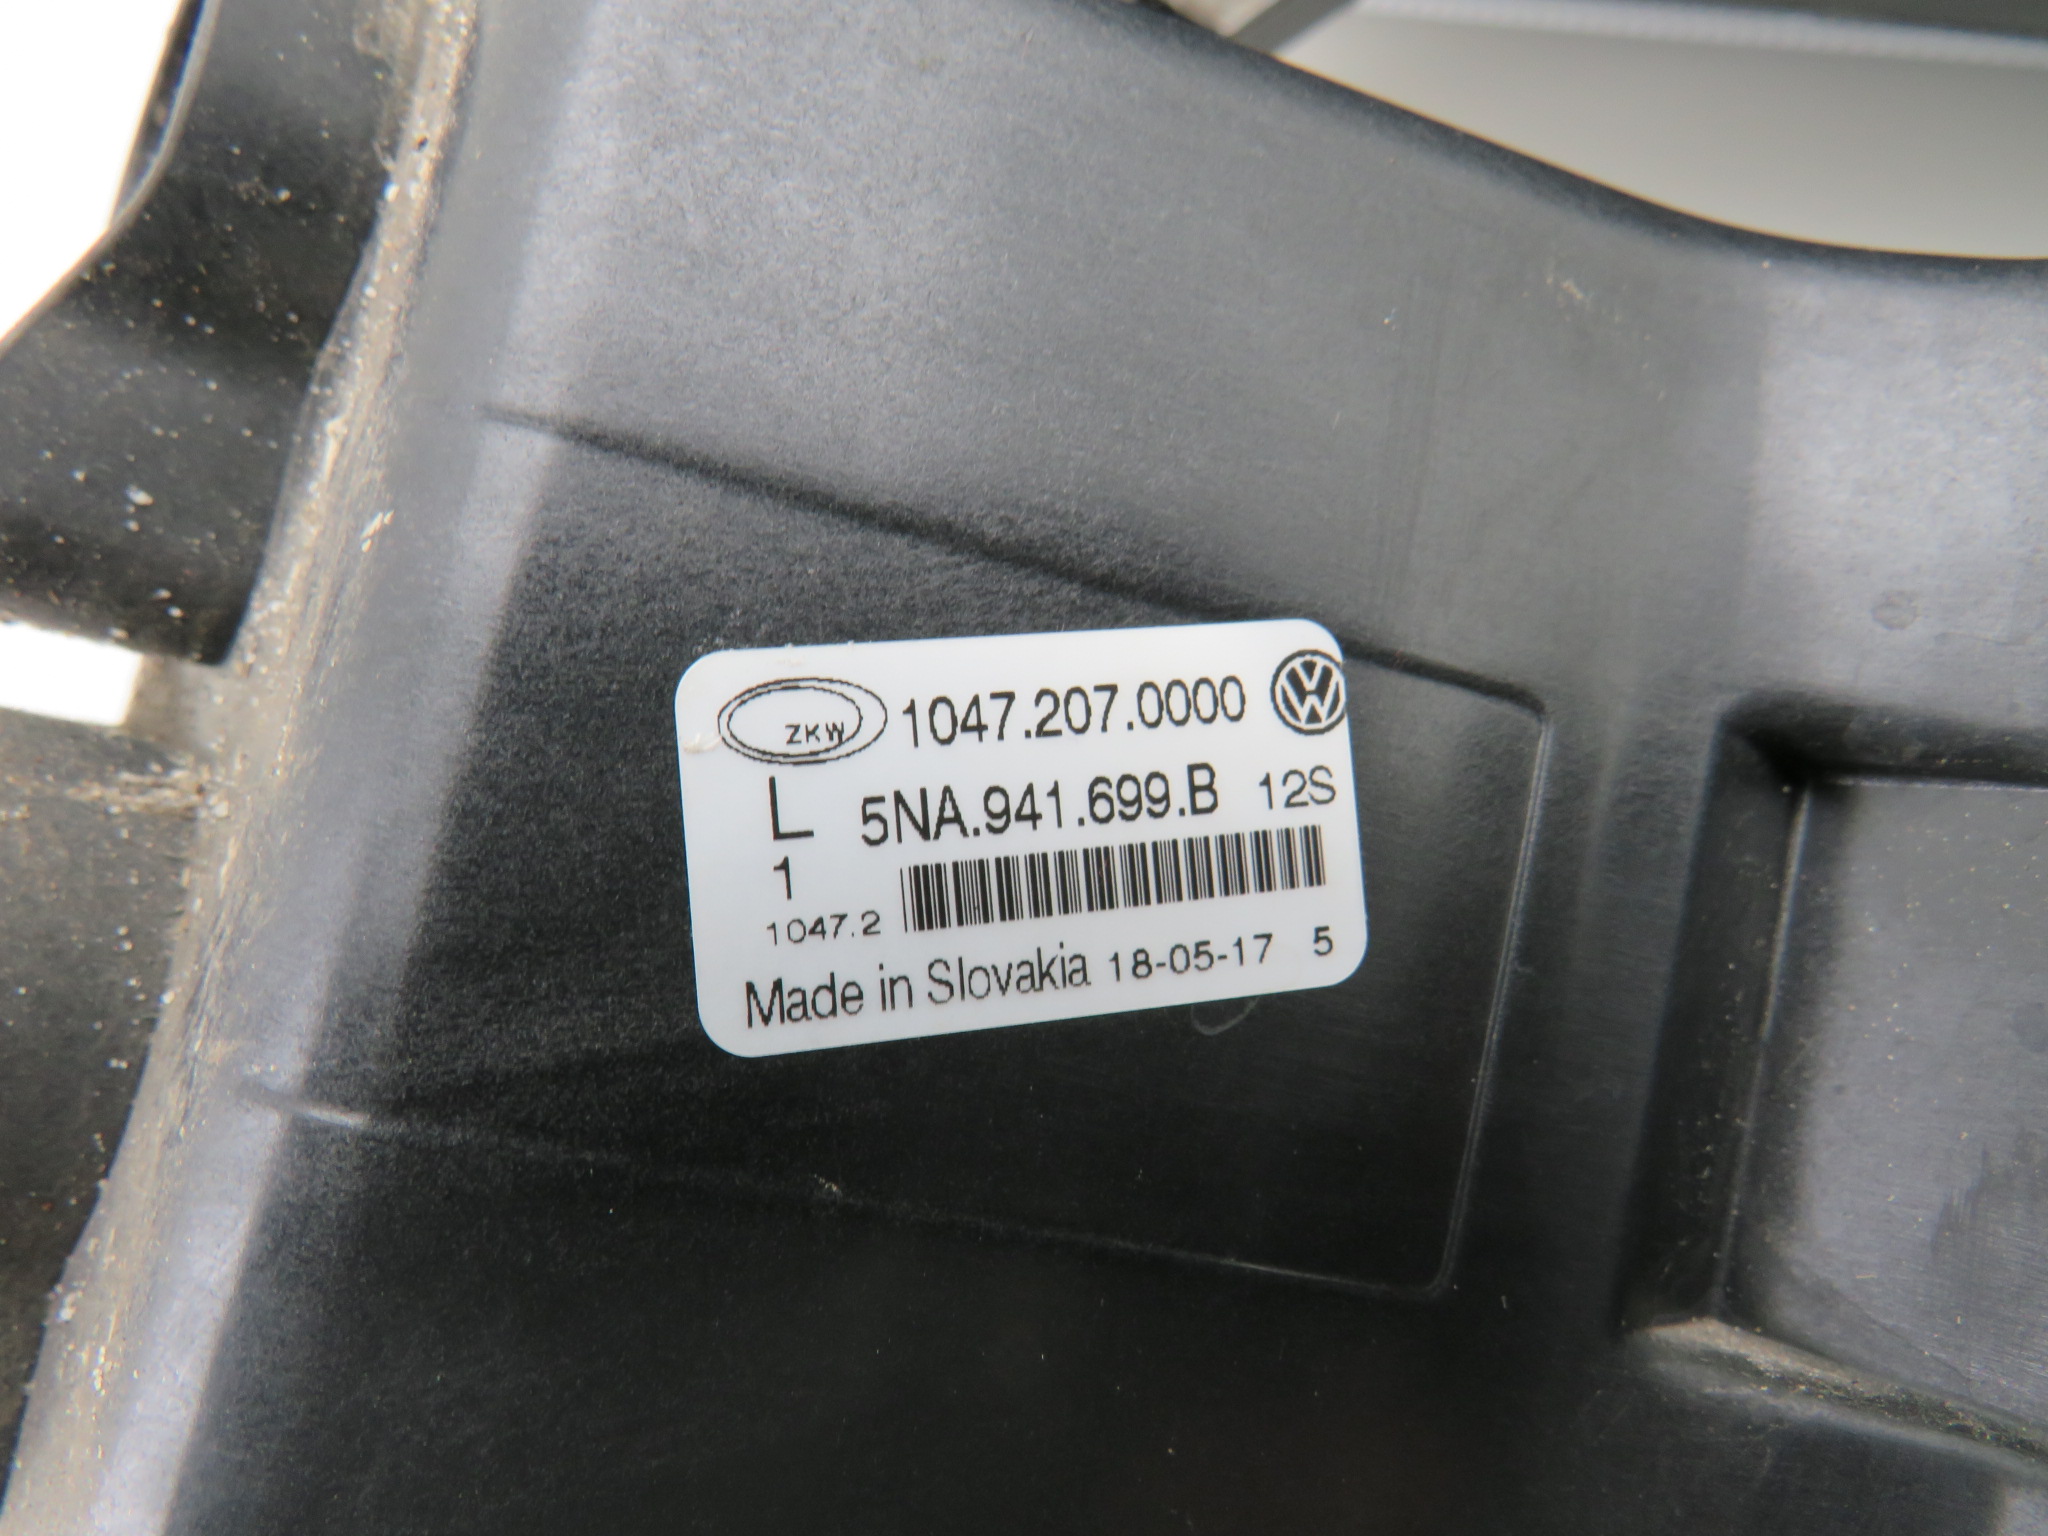 ZKW 1047.207.0000
L 5NA.941.699.B 12S
1
1047.2
Made in Slovakia 18-05-17 5